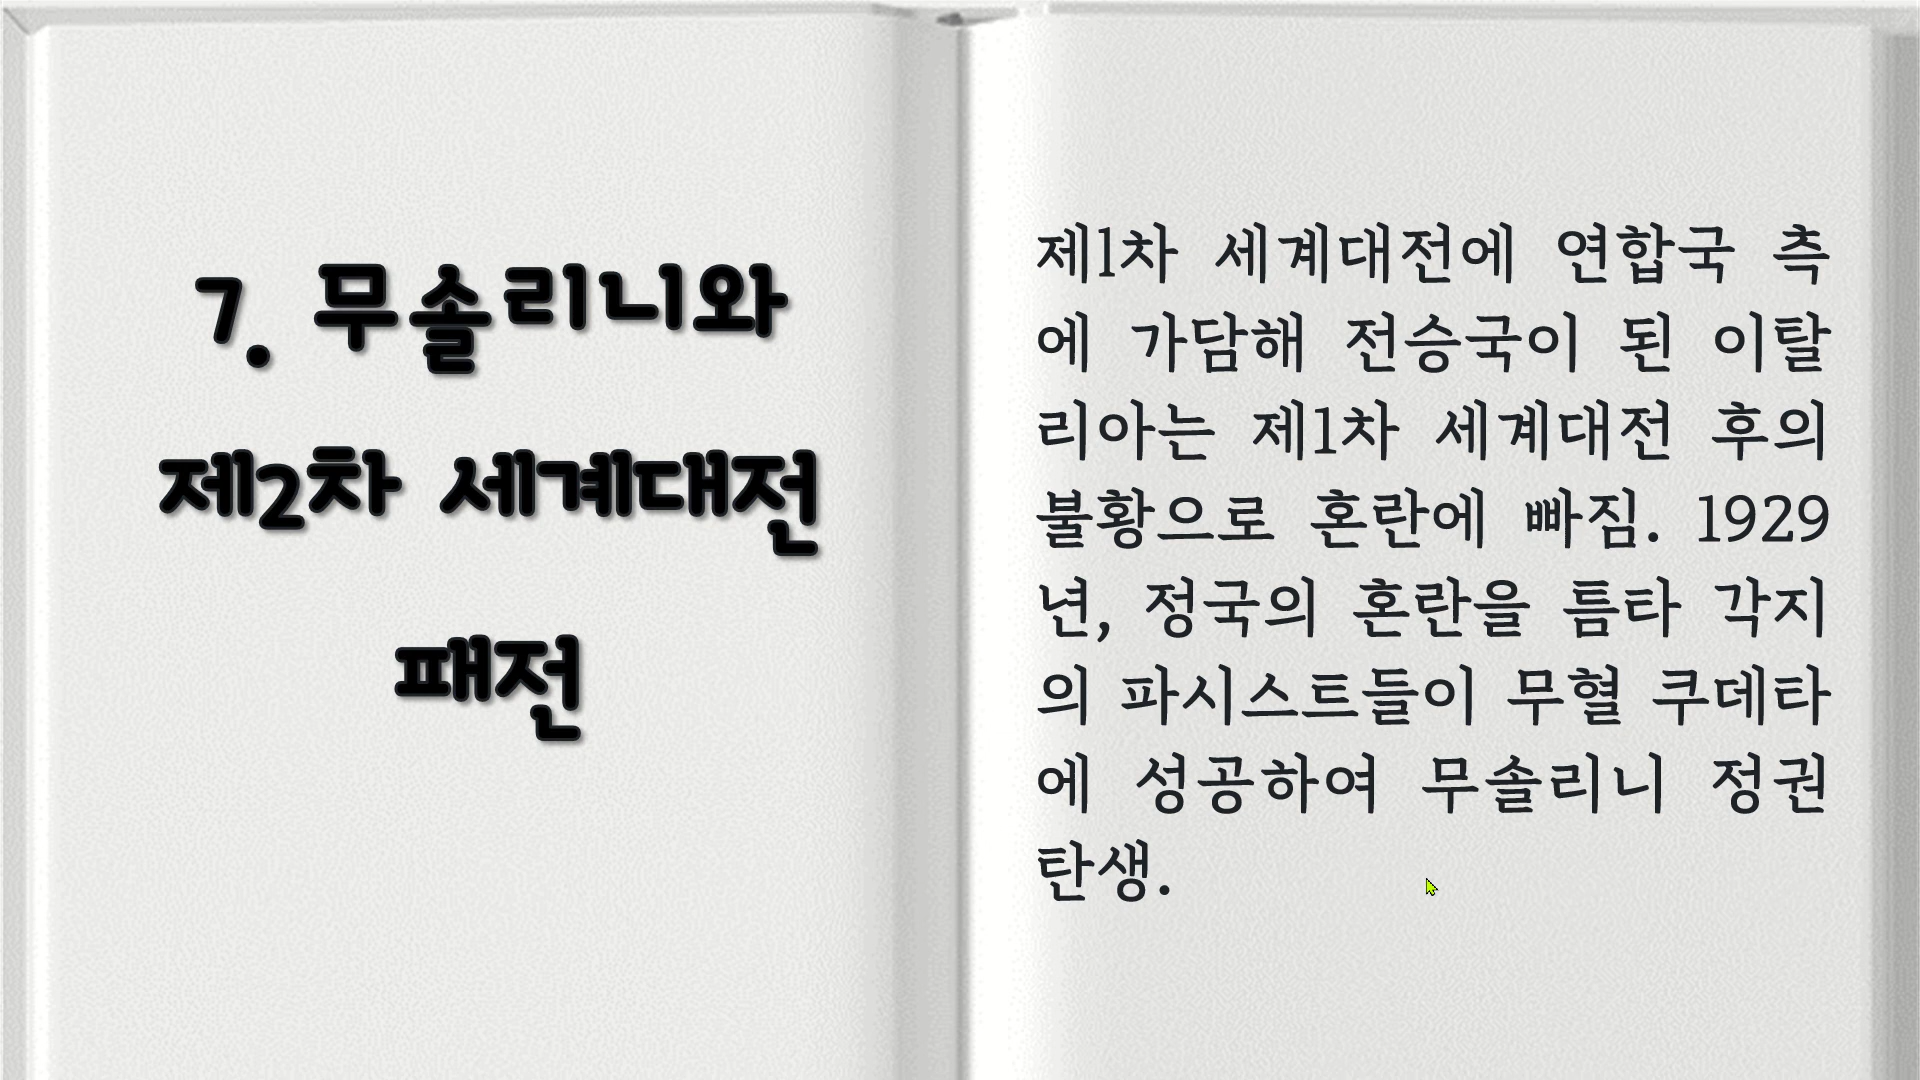 7. 무솔리니와
제2차 세계대전
패전
제1차 세계대전에 연합국 측
에 가담해 전승국이 된 이탈
리아는 제1차 세계대전 후의
불황으로 혼란에 빠짐. 1929
년, 정국의 혼란을 틈타 각지
의 파시스트들이 무혈 쿠데타
에 성공하여 무솔리니 정권
탄생.